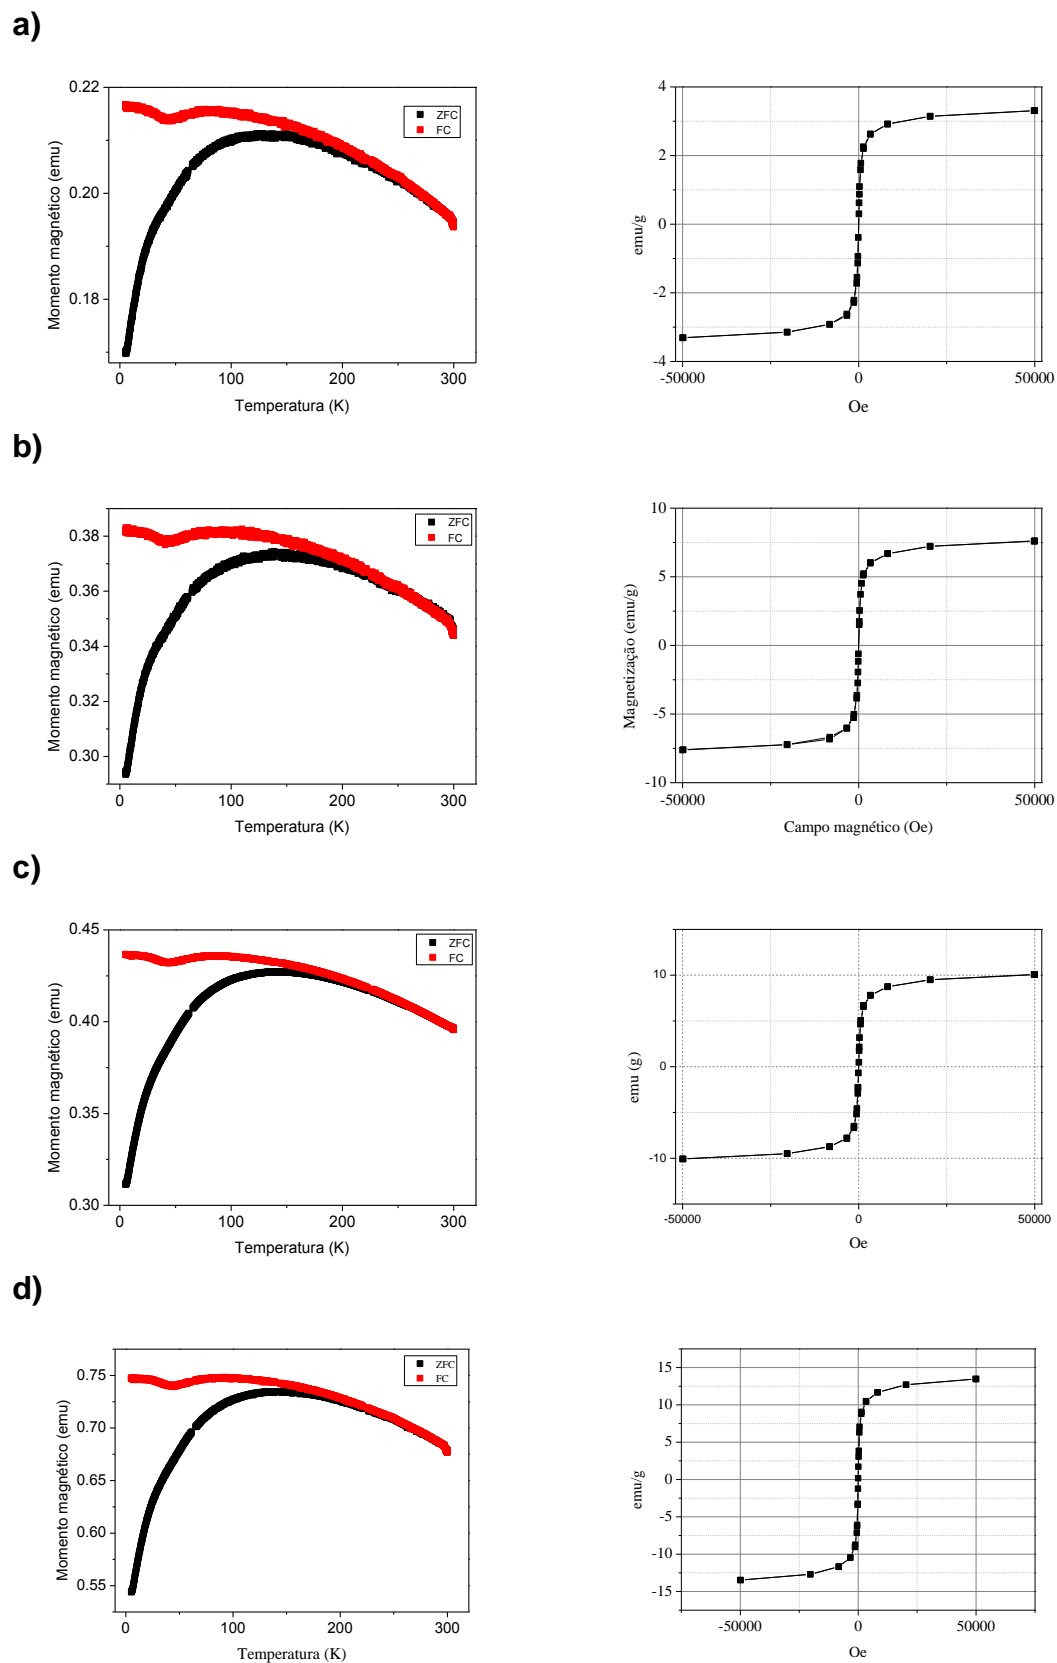 a)
0.22
0.20
0.18
0 100 200 300
Momento magnético (emu)
Temperatura (K)
ZFC
FC
4
2
0
-2
-4
-50000 0 50000
emu/g
Oe
b)
0.38
0.36
0.34
0.32
0.30
0 100 200 300
Momento magnético (emu)
Temperatura (K)
ZFC
FC
10
5
0
-5
-10
-50000 0 50000
Magnetização (emu/g)
Campo magnético (Oe)
c)
0.45
0.40
0.35
0.30
0 100 200 300
Momento magnético (emu)
Temperatura (K)
ZFC
FC
10
0
-10
-50000 0 50000
emu (g)
Oe
d)
0.75
0.70
0.65
0.60
0.55
0 100 200 300
Momento magnético (emu)
Temperatura (K)
ZFC
FC
15
10
5
0
-5
-10
-15
-50000 0 50000
emu/g
Oe